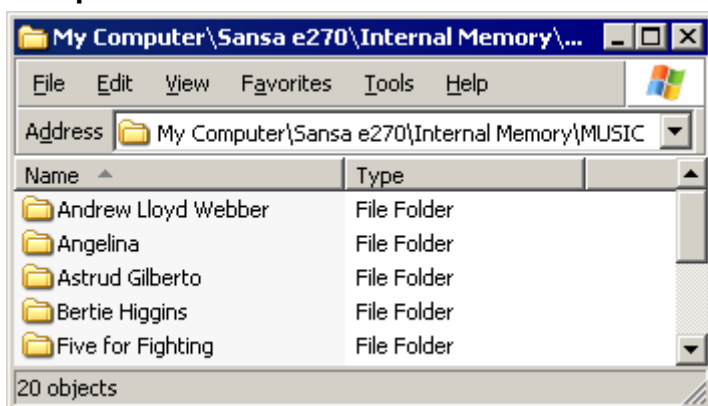 My Computer\Sansa e270\Internal Memory\...
File Edit View Favorites Tools Help
Address My Computer\Sansa e270\Internal Memory\MUSIC
Name Type
Andrew Lloyd Webber File Folder
Angelina File Folder
Astrud Gilberto File Folder
Bertie Higgins File Folder
Five for Fighting File Folder
20 objects